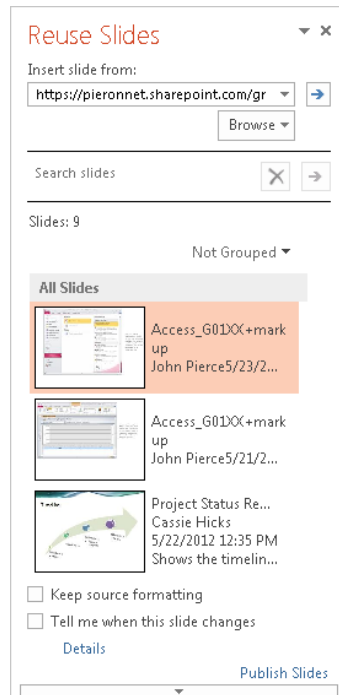 Reuse Slides
Insert slide from:
https://pieronnet.sharepoint.com/gr
Browse
Search slides
Slides: 9
Not Grouped
All Slides
Access_G01XX+mark
up
John Pierce5/23/2...
Access_G01XX+mark
up
John Pierce5/21/2...
Timeline
Project Status Re...
Cassie Hicks
5/22/2012 12:35 PM
Shows the timelin...
Keep source formatting
Tell me when this slide changes
Details
Publish Slides